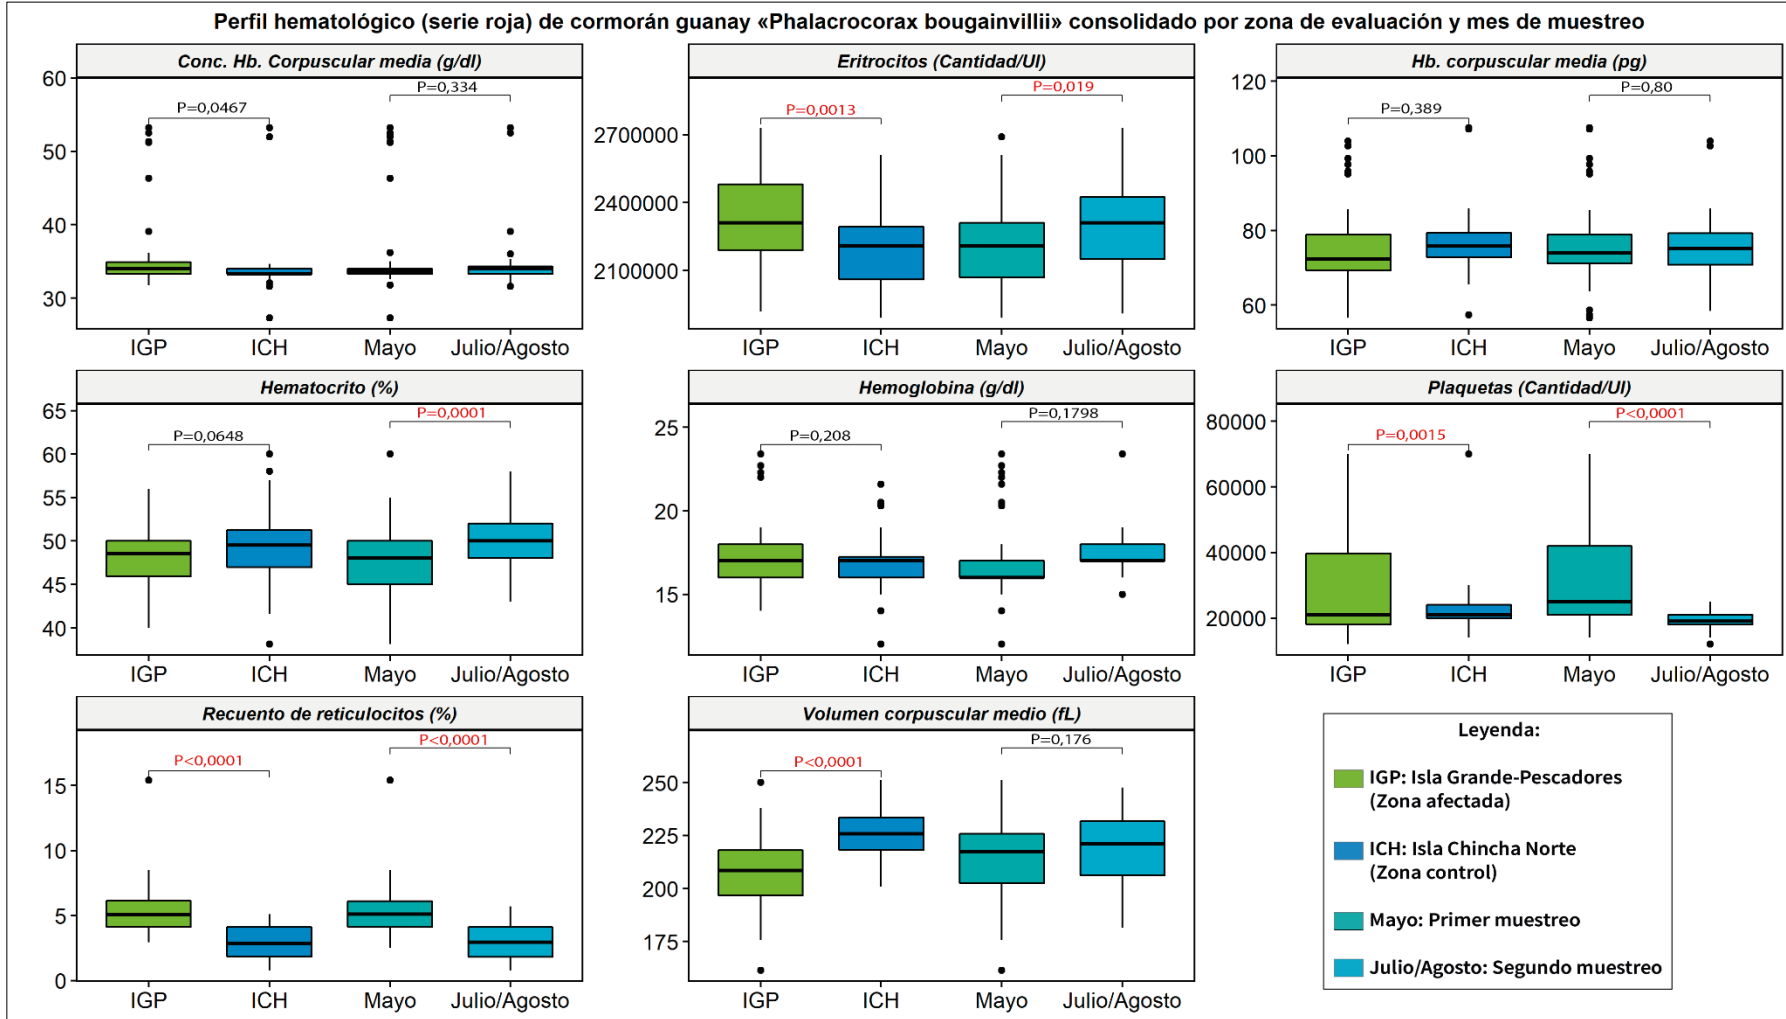 Perfil hematológico (serie roja) de cormorán guanay «Phalacrocorax bougainvillii» consolidado por zona de evaluación y mes de muestreo
Conc. Hb. Corpuscular media (g/dl)
60
50
40
30
P=0,0467
P=0,334
IGP ICH Mayo Julio/Agosto
Eritrocitos (Cantidad/UI)
2700000
2400000
2100000
P=0,0013
P=0,019
IGP ICH Mayo Julio/Agosto
Hb. corpuscular media (pg)
120
100
80
60
P=0,389
P=0,80
IGP ICH Mayo Julio/Agosto
Hematocrito (%)
65
60
55
50
45
40
P=0,0648
P=0,0001
IGP ICH Mayo Julio/Agosto
Hemoglobina (g/dl)
25
20
15
P=0,208
P=0,1798
IGP ICH Mayo Julio/Agosto
Plaquetas (Cantidad/UI)
80000
60000
40000
20000
P=0,0015
P<0,0001
IGP ICH Mayo Julio/Agosto
Recuento de reticulocitos (%)
15
10
5
0
P<0,0001
P<0,0001
IGP ICH Mayo Julio/Agosto
Volumen corpuscular medio (fL)
250
225
200
175
P<0,0001
P=0,176
IGP ICH Mayo Julio/Agosto
Leyenda:
IGP: Isla Grande-Pescadores
(Zona afectada)
ICH: Isla Chincha Norte
(Zona control)
Mayo: Primer muestreo
Julio/Agosto: Segundo muestreo